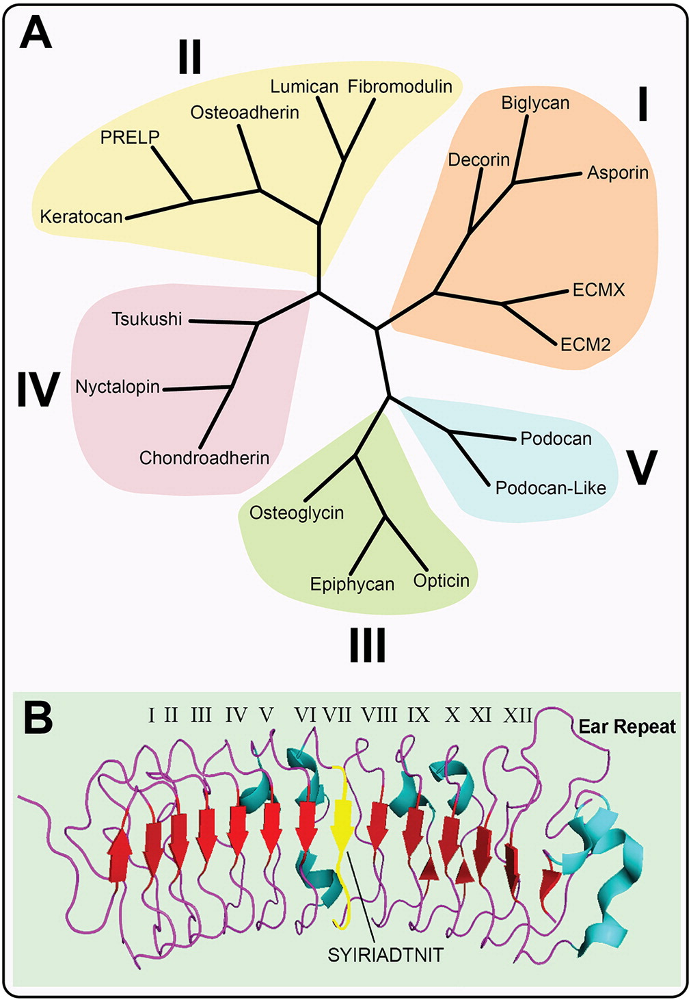 A
II
I
Lumican Fibromodulin
Biglycan
Osteoadherin
PRELP
Decorin
Asporin
Keratocan
ECMX
Tsukushi
ECM2
IV
Nyctalopin
Podocan
Chondroadherin
V
Podocan-Like
Osteoglycin
Epiphycan
Opticin
III
B
I II III IV V VI VII VIII IX X XI XII
Ear Repeat
SYIRIADTNIT